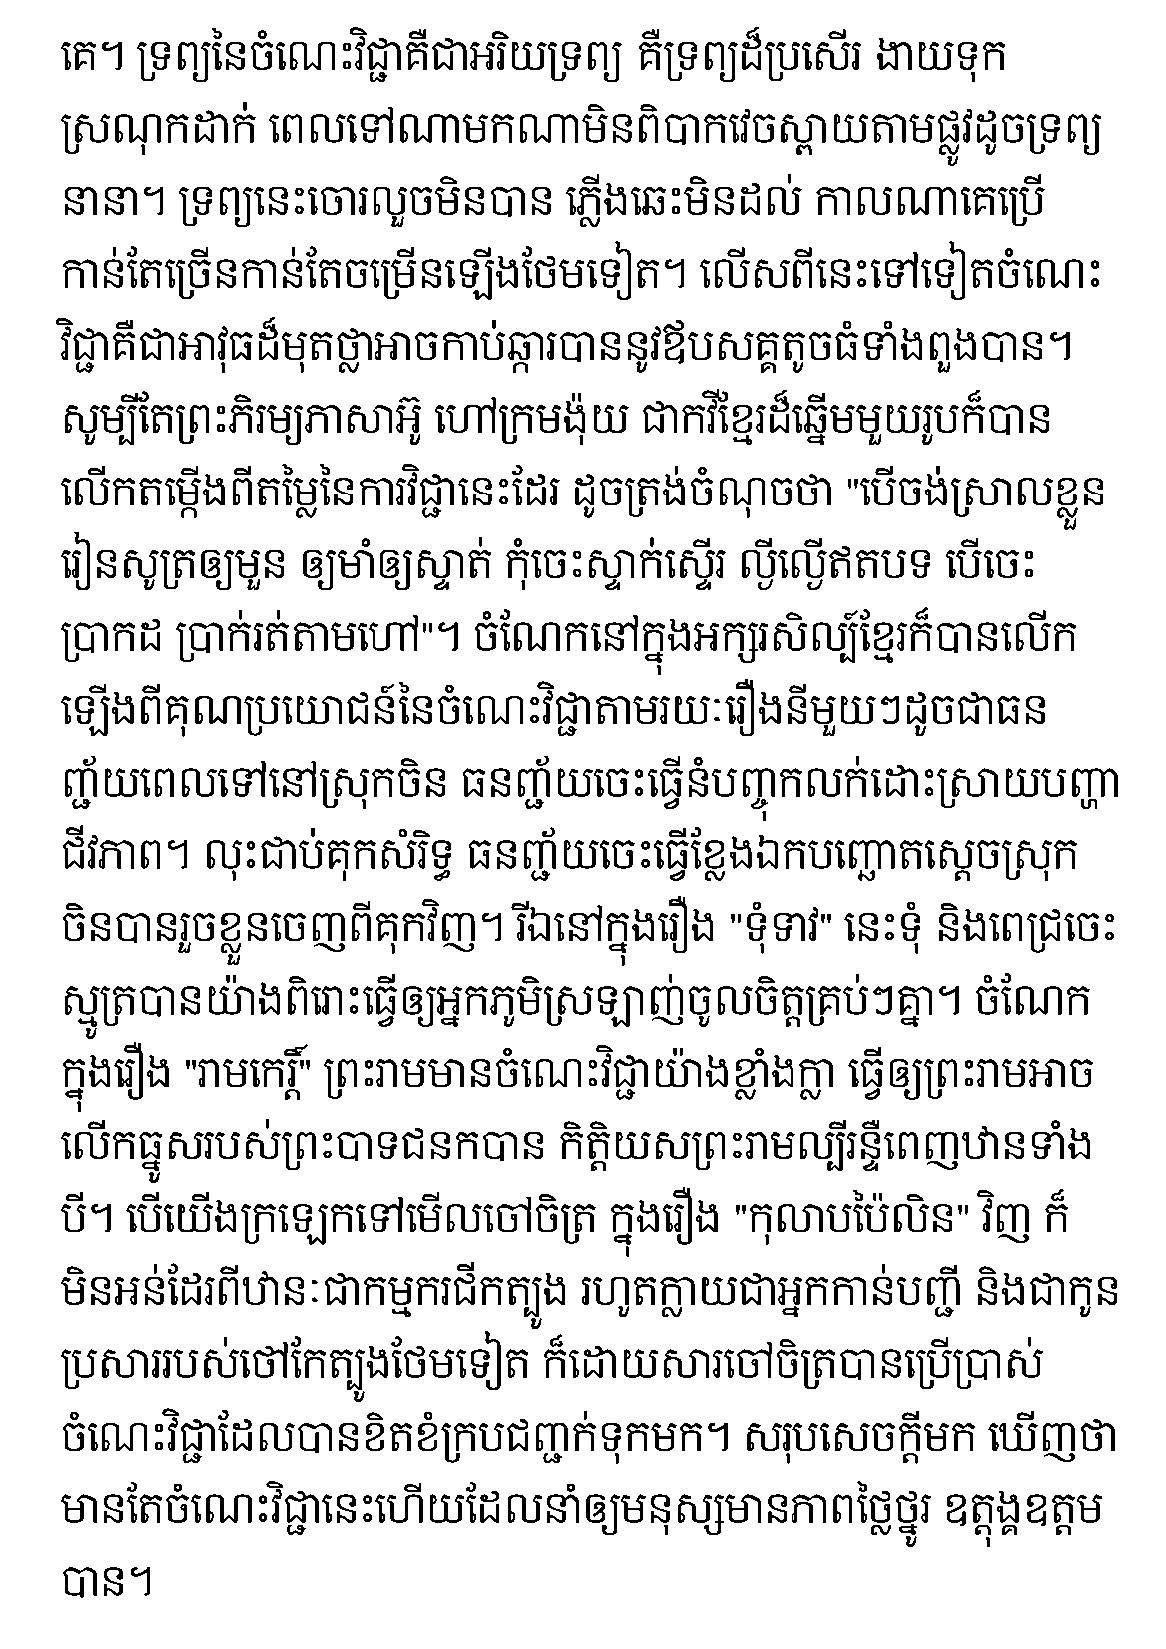 គេ។ ទ្រព្យនៃចំណេះវិជ្ជាគឺជាអរិយទ្រព្យ គឺទ្រព្យដ៏ប្រសើរ ងាយទុក
ស្រណុកដាក់ ពេលទៅណាមកណាមិនពិបាកវេចស្ពាយតាមផ្លូវដូចទ្រព្យ
នានា។ ទ្រព្យនេះចោរលួចមិនបាន ភ្លើងឆេះមិនដល់ កាលណាគេប្រើ
កាន់តែច្រើនកាន់តែចម្រើនឡើងថែមទៀត។ លើសពីនេះទៅទៀតចំណេះ
វិជ្ជាគឺជាអាវុធដ៏មុតថ្លាអាចកាប់ឆ្ការបាននូវឪបសគ្គតូចធំទាំងពួងបាន។
សូម្បីតែព្រះភិរម្យភាសាអ៊ូ ហៅក្រមង៉ុយ ជាកវីខ្មែរដ៏ឆ្នើមមួយរូបក៏បាន
លើកតម្កើងពីតម្លៃនៃការវិជ្ជានេះដែរ ដូចត្រង់ចំណុចថា "បើចង់ស្រាលខ្លួន
រៀនសូត្រឲ្យមួន ឲ្យមាំឲ្យស្ទាត់ កុំចេះស្ទាក់ស្ទើរ ល្ងីល្ងើឥតបទ បើចេះ
ប្រាកដ ប្រាក់រត់តាមហៅ"។ ចំណែកនៅក្នុងអក្សរសិល្ប៍ខ្មែរក៏បានលើក
ឡើងពីគុណប្រយោជន៍នៃចំណេះវិជ្ជាតាមរយៈរឿងនីមួយៗដូចជាធន
ញ្ជ័យពេលទៅនៅស្រុកចិន ធនញ្ជ័យចេះធ្វើនំបញ្ចុកលក់ដោះស្រាយបញ្ហា
ជីវភាព។ លុះជាប់គុកសំរិទ្ធ ធនញ្ជ័យចេះធ្វើខ្លែងឯកបញ្ឆោតស្តេចស្រុក
ចិនបានរួចខ្លួនចេញពីគុកវិញ។ រីឯនៅក្នុងរឿង "ទុំទាវ" នេះទុំ និងពេជ្រចេះ
ស្មូត្របានយ៉ាងពិរោះធ្វើឲ្យអ្នកភូមិស្រឡាញ់ចូលចិត្តគ្រប់ៗគ្នា។ ចំណែក
ក្នុងរឿង "រាមកេរ្តិ៍" ព្រះរាមមានចំណេះវិជ្ជាយ៉ាងខ្លាំងក្លា ធ្វើឲ្យព្រះរាមអាច
លើកធ្នូសរបស់ព្រះបាទជនកបាន កិត្តិយសព្រះរាមល្បីរន្ទឺពេញឋានទាំង
បី។ បើយើងក្រឡេកទៅមើលចៅចិត្រ ក្នុងរឿង "កុលាបប៉ៃលិន" វិញ ក៏
មិនអន់ដែរពីឋានៈជាកម្មករជីកត្បូង រហូតក្លាយជាអ្នកកាន់បញ្ជី និងជាកូន
ប្រសាររបស់ថៅកែត្បូងថែមទៀត ក៏ដោយសារចៅចិត្របានប្រើប្រាស់
ចំណេះវិជ្ជាដែលបានខិតខំក្របជញ្ជក់ទុកមក។ សរុបសេចក្តីមក ឃើញថា
មានតែចំណេះវិជ្ជានេះហើយដែលនាំឲ្យមនុស្សមានភាពថ្លៃថ្នូរ ឧត្តុង្គឧត្តម
បាន។